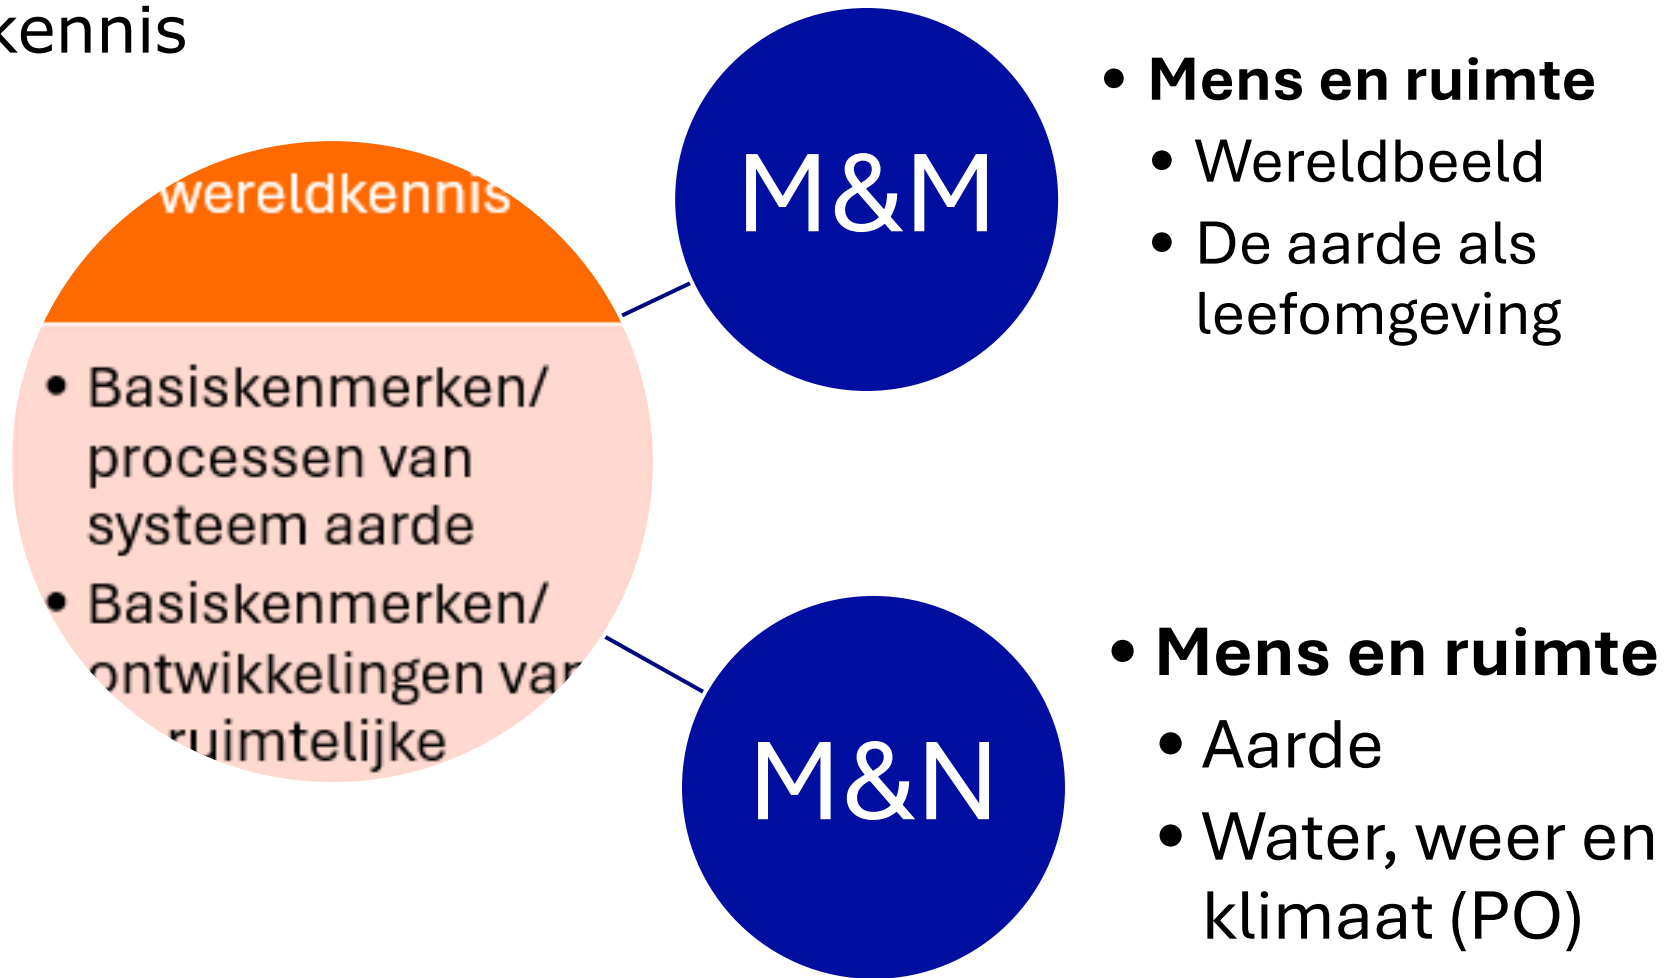 kennis
wereldkennis
• Basiskenmerken/
processen van
systeem aarde
• Basiskenmerken/
ontwikkelingen van
ruimtelijke
M&M
• Mens en ruimte
• Wereldbeeld
• De aarde als
leefomgeving
M&N
• Mens en ruimte
• Aarde
• Water, weer en
klimaat (PO)